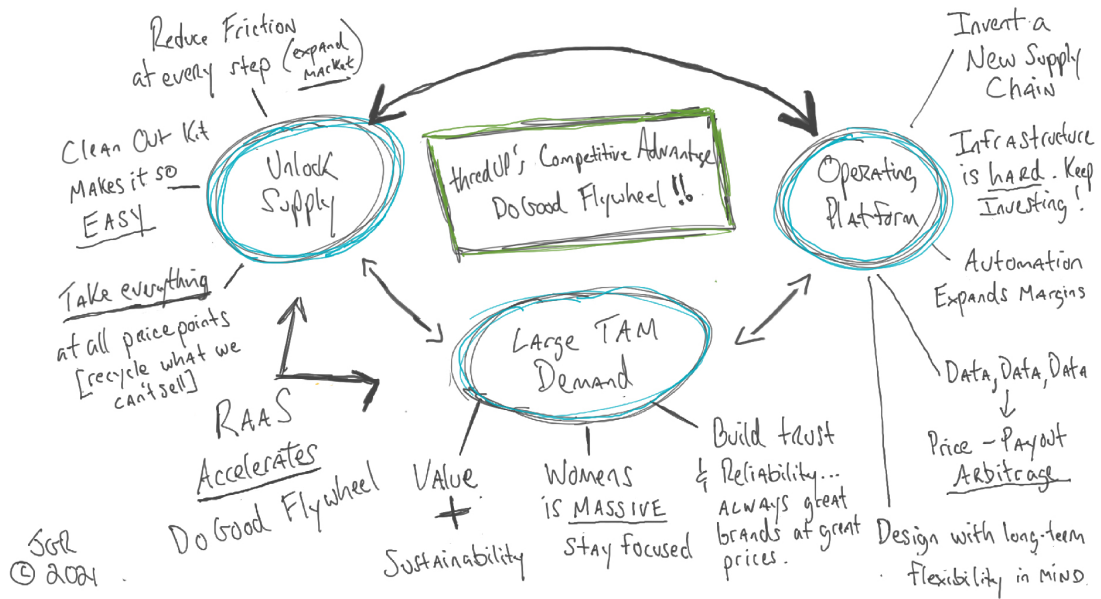 Reduce Friction
at every step (expand
market)
Clean Out Kit
makes it so
EASY
Take everything
at all price points
[recycle what we
can't sell]
Unlock
Supply
thredUP's Competitive Advantage
Do Good Flywheel !!
Operating
Platform
Invent a
New Supply
Chain
Infrastructure
is hard. Keep
Investing!
Automation
Expands Margins
Data, Data, Data
Price - Payout
Arbitrage
Design with long-term
flexibility in mind
Large TAM
Demand
RAAS
Accelerates
Do Good Flywheel
Value
+
Sustainability
Womens
is MASSIVE
stay focused
Build trust
& Reliability...
always great
brands at great
prices.
JGR
© 2021